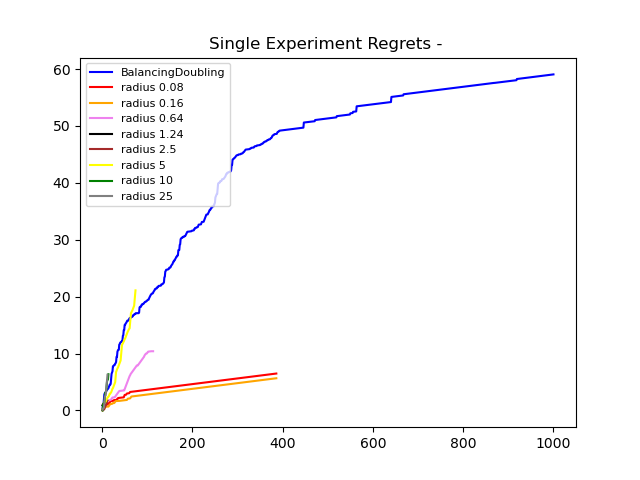 Single Experiment Regrets -
BalancingDoubling
radius 0.08
radius 0.16
radius 0.64
radius 1.24
radius 2.5
radius 5
radius 10
radius 25
60
50
40
30
20
10
0
0 200 400 600 800 1000